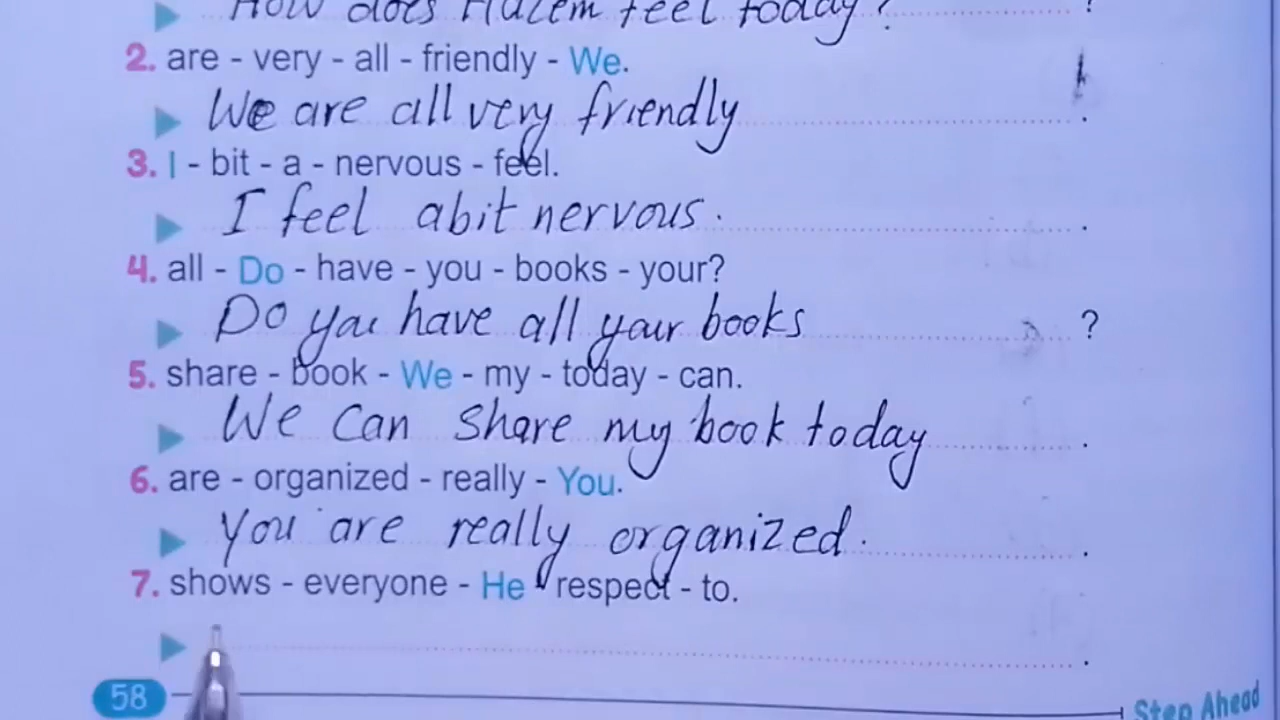 How does Hazem feel today? ?
2. are - very - all - friendly - We.
We are all very friendly .
3. I - bit - a - nervous - feel.
I feel abit nervous. .
4. all - Do - have - you - books - your?
Do you have all your books ?
5. share - book - We - my - today - can.
We can share my book today .
6. are - organized - really - You.
You are really organized. .
7. shows - everyone - He - respect - to.
.
58
Step Ahead